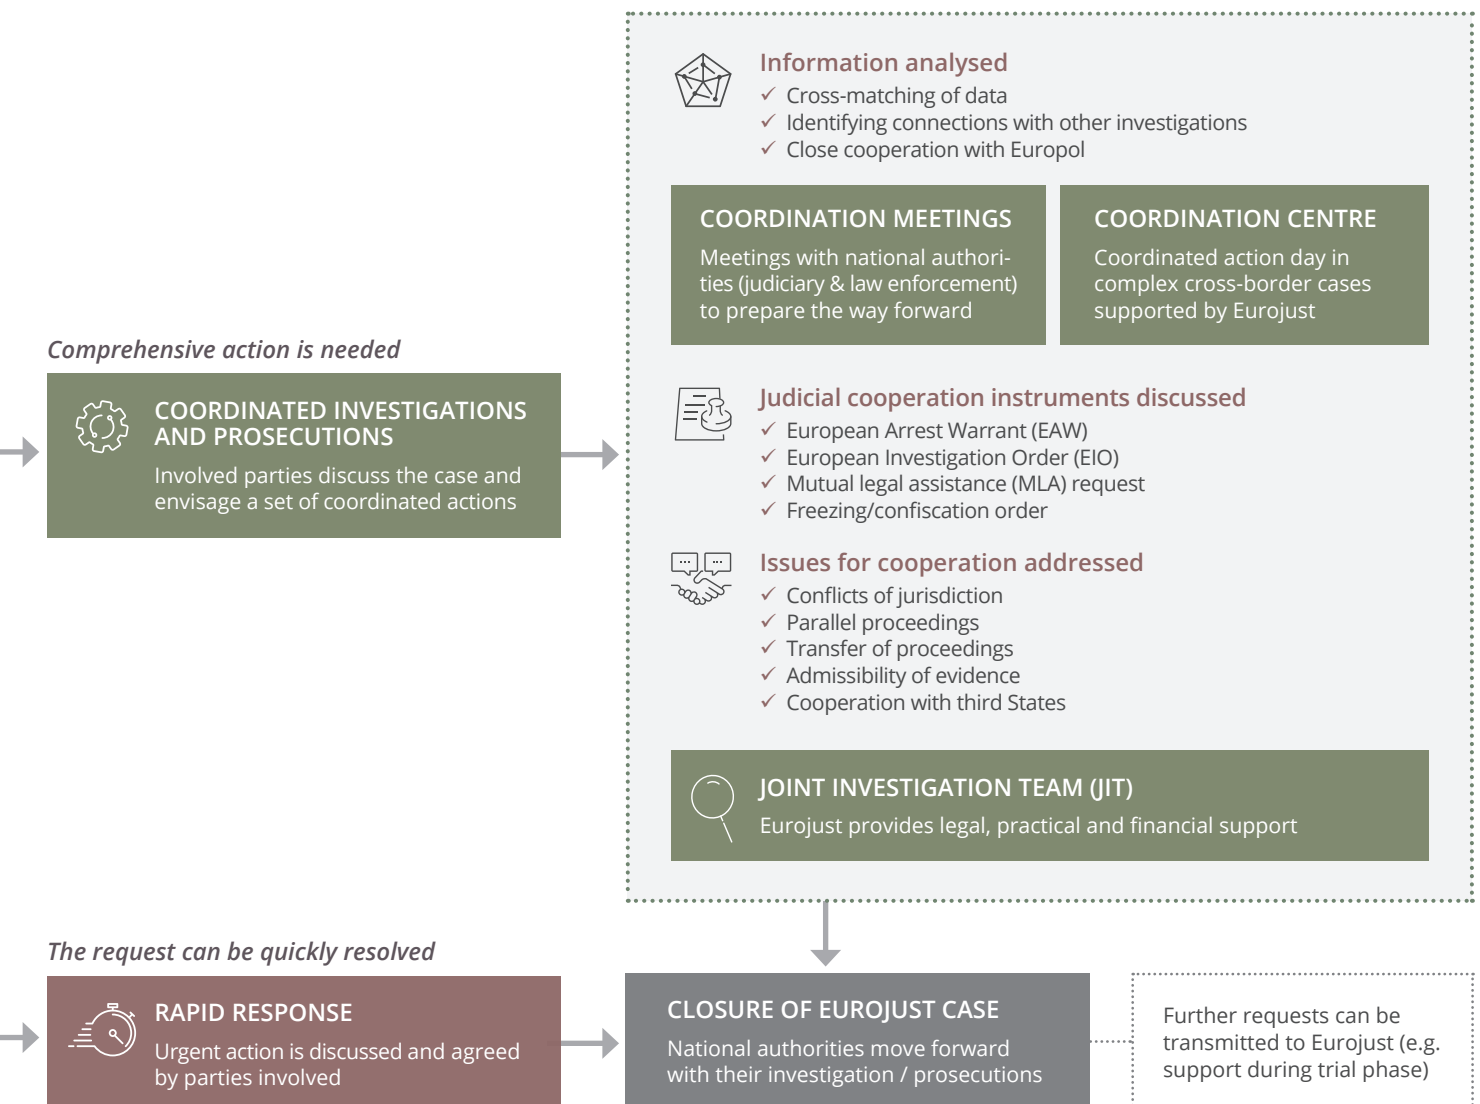 Information analysed
✓ Cross-matching of data
✓ Identifying connections with other investigations
✓ Close cooperation with Europol
COORDINATION MEETINGS
Meetings with national authori-
ties (judiciary & law enforcement)
to prepare the way forward
COORDINATION CENTRE
Coordinated action day in
complex cross-border cases
supported by Eurojust
Comprehensive action is needed
COORDINATED INVESTIGATIONS
AND PROSECUTIONS
Involved parties discuss the case and
envisage a set of coordinated actions
Judicial cooperation instruments discussed
✓ European Arrest Warrant (EAW)
✓ European Investigation Order (EIO)
✓ Mutual legal assistance (MLA) request
✓ Freezing/confiscation order
Issues for cooperation addressed
✓ Conflicts of jurisdiction
✓ Parallel proceedings
✓ Transfer of proceedings
✓ Admissibility of evidence
✓ Cooperation with third States
JOINT INVESTIGATION TEAM (JIT)
Eurojust provides legal, practical and financial support
The request can be quickly resolved
RAPID RESPONSE
Urgent action is discussed and agreed
by parties involved
CLOSURE OF EUROJUST CASE
National authorities move forward
with their investigation / prosecutions
Further requests can be
transmitted to Eurojust (e.g.
support during trial phase)